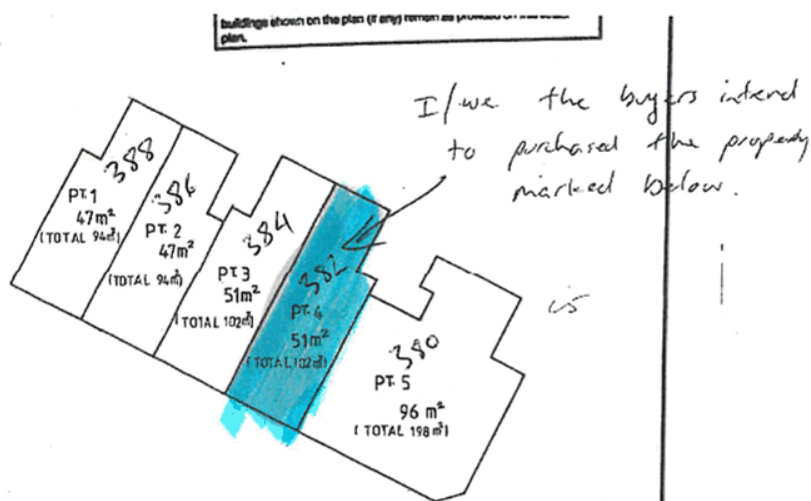 buildings shown on the plan (if any) remain as provided on
plan.
I/we the buyers intend
to purchased the property
marked below.
388
PT.1
47m²
(TOTAL 94m²)
386
PT. 2
47m²
(TOTAL 94m²)
384
PT.3
51m²
(TOTAL 102m²)
382
PT.4
51m²
(TOTAL 102m²)
is
380
PT. 5
96 m²
(TOTAL 198m²)